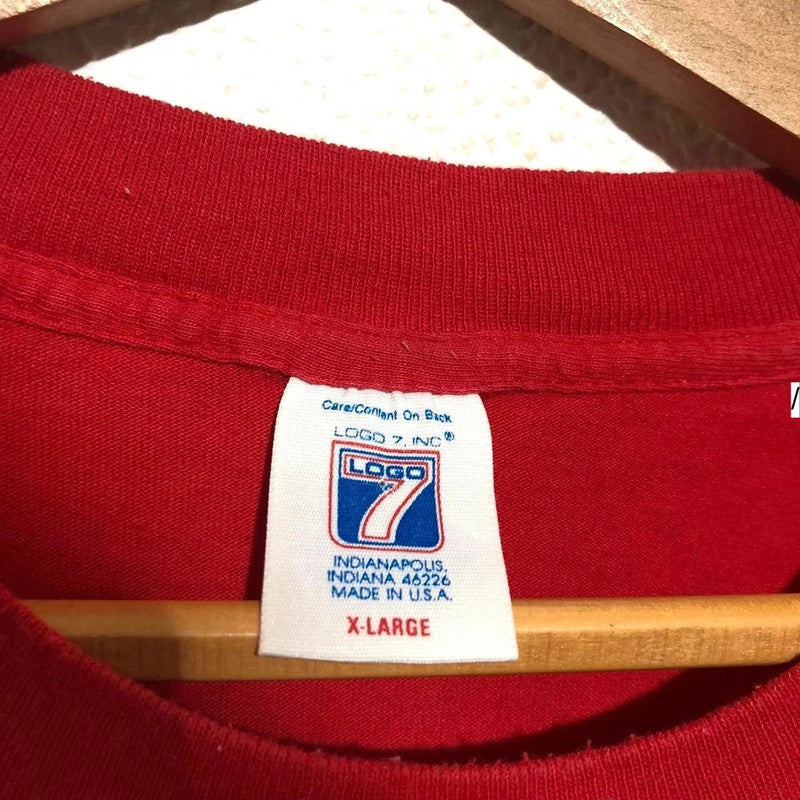 Care/Content On Back
LOGO 7, INC®
LOGO
7
INDIANAPOLIS,
INDIANA 46226
MADE IN U.S.A.
X-LARGE
/